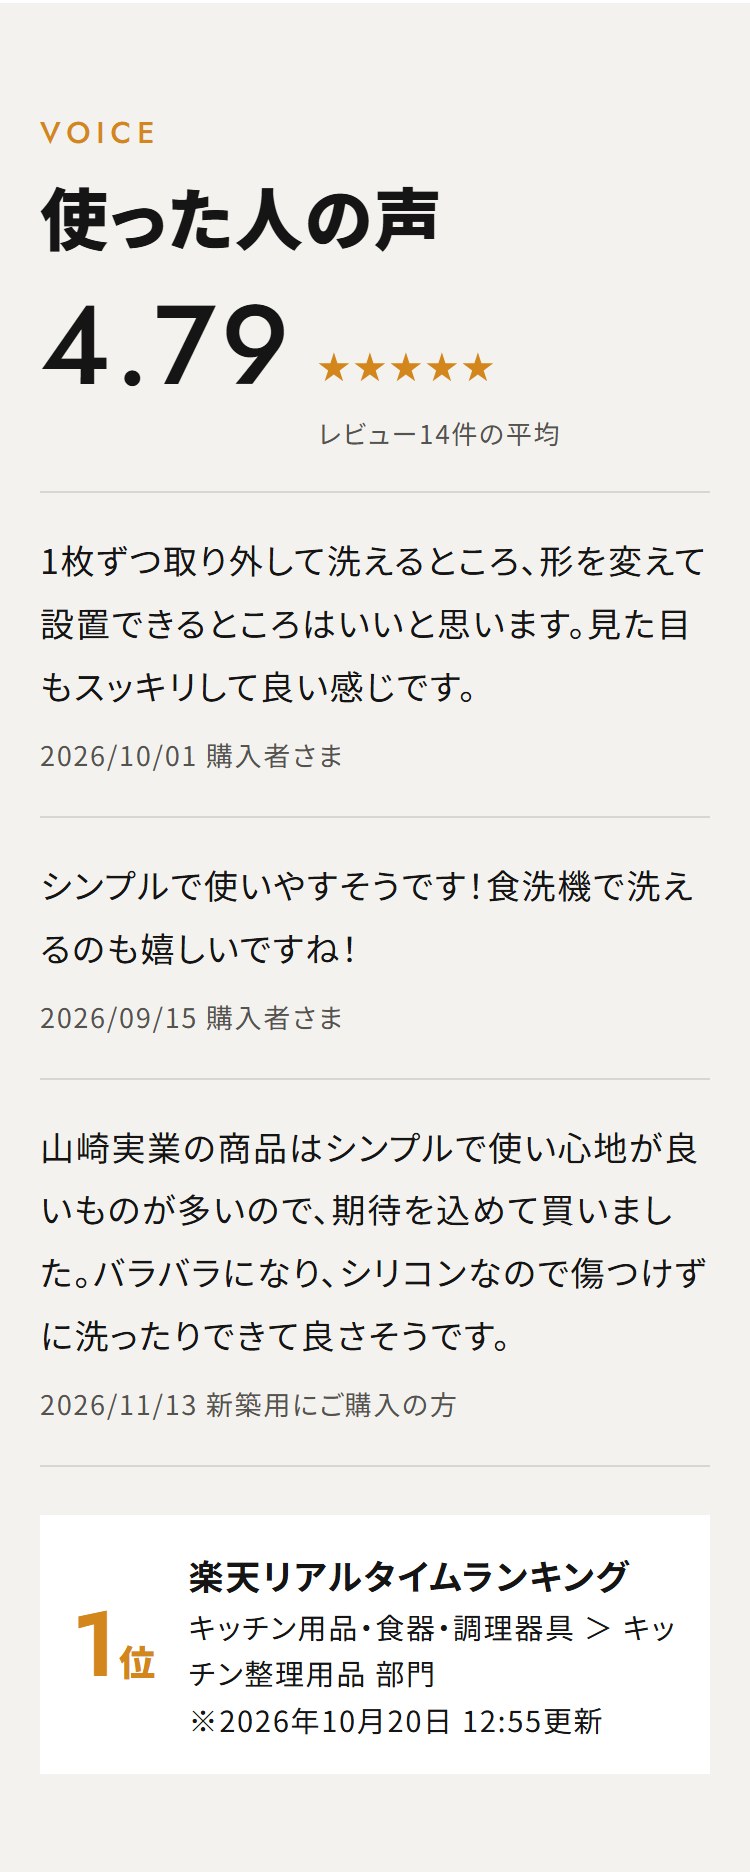 VOICE
使った人の声
4.79 ★★★★★
レビュー14件の平均
1枚ずつ取り外して洗えるところ、形を変えて
設置できるところはいいと思います。見た目
もスッキリして良い感じです。
2026/10/01 購入者さま
シンプルで使いやすそうです！食洗機で洗え
るのも嬉しいですね！
2026/09/15 購入者さま
山崎実業の商品はシンプルで使い心地が良
いものが多いので、期待を込めて買いまし
た。バラバラになり、シリコンなので傷つけず
に洗ったりできて良さそうです。
2026/11/13 新築用にご購入の方
1位
楽天リアルタイムランキング
キッチン用品・食器・調理器具 ＞ キッ
チン整理用品 部門
※2026年10月20日 12:55更新